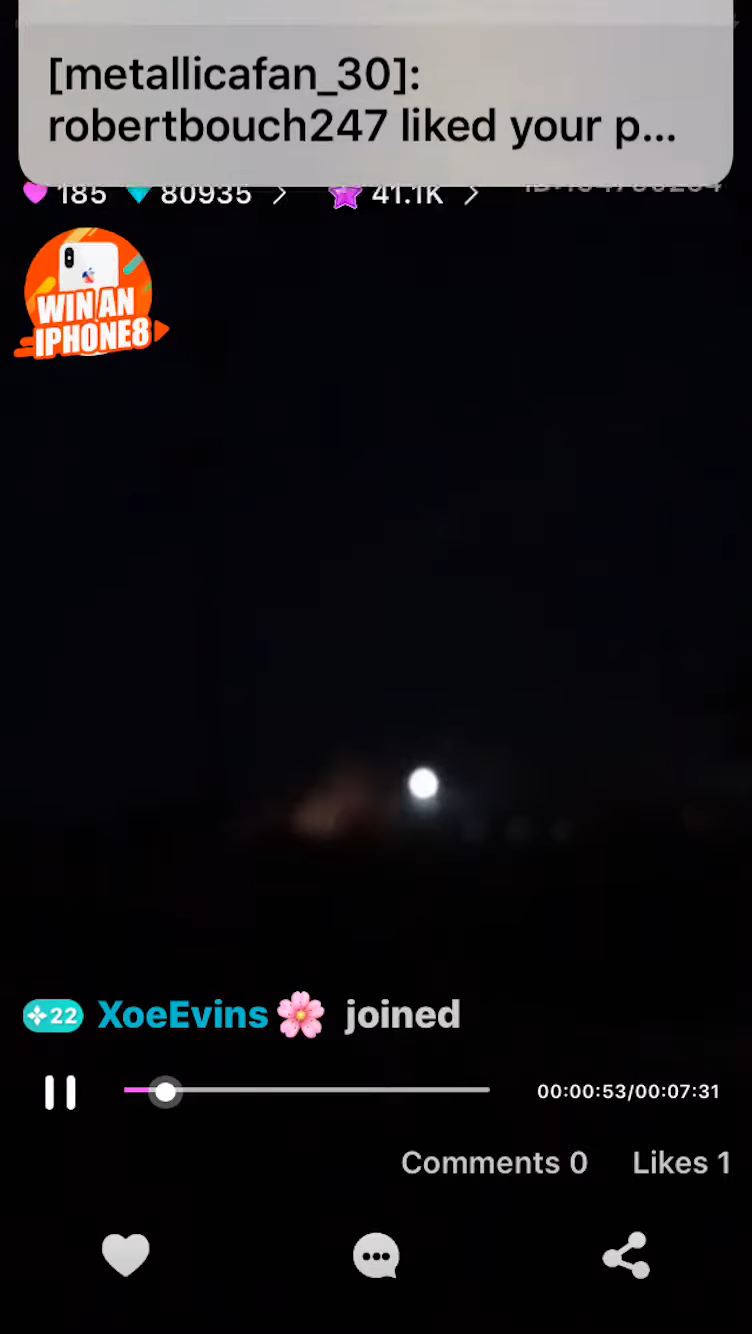 [metallicafan_30]:
robertbouch247 liked your p...
185 80935 > 41.1K >
WIN AN
IPHONE8
22 XoeEvins🌸 joined
00:00:53/00:07:31
Comments 0 Likes 1